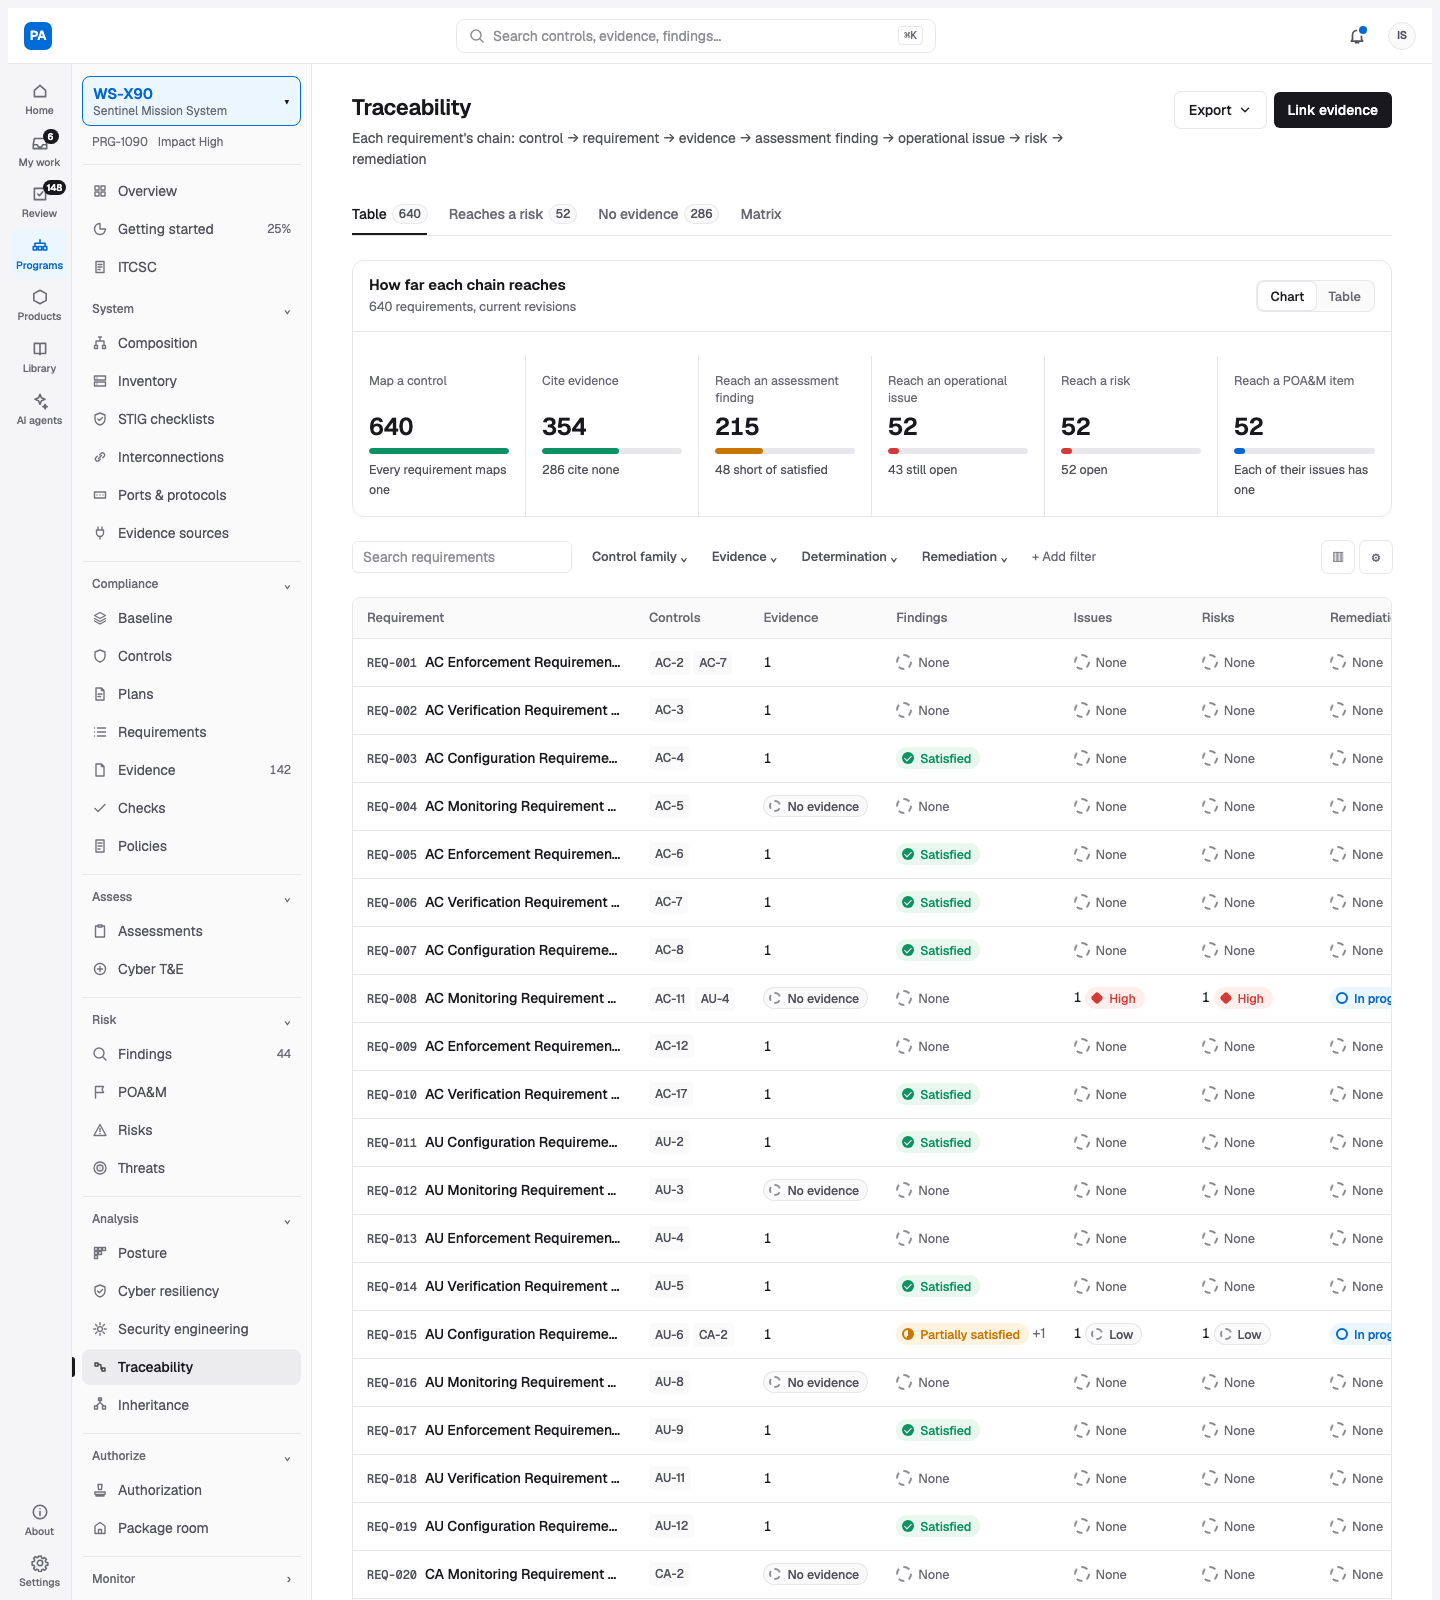 PA
Search controls, evidence, findings...
⌘K
IS
Home
6
My work
148
Review
Programs
Products
Library
AI agents
About
Settings
WS-X90
Sentinel Mission System
PRG-1090 Impact High
Overview
Getting started 25%
ITCSC
System
Composition
Inventory
STIG checklists
Interconnections
Ports & protocols
Evidence sources
Compliance
Baseline
Controls
Plans
Requirements
Evidence 142
Checks
Policies
Assess
Assessments
Cyber T&E
Risk
Findings 44
POA&M
Risks
Threats
Analysis
Posture
Cyber resiliency
Security engineering
Traceability
Inheritance
Authorize
Authorization
Package room
Monitor
Traceability
Each requirement's chain: control → requirement → evidence → assessment finding → operational issue → risk →
remediation
Export
Link evidence
Table 640 Reaches a risk 52 No evidence 286 Matrix
How far each chain reaches
640 requirements, current revisions
Chart Table
Map a control
640
Every requirement maps
one
Cite evidence
354
286 cite none
Reach an assessment
finding
215
48 short of satisfied
Reach an operational
issue
52
43 still open
Reach a risk
52
52 open
Reach a POA&M item
52
Each of their issues has
one
Search requirements Control family Evidence Determination Remediation + Add filter
Requirement Controls Evidence Findings Issues Risks Remediati
REQ-001 AC Enforcement Requiremen... AC-2 AC-7 1 None None None None
REQ-002 AC Verification Requirement ... AC-3 1 None None None None
REQ-003 AC Configuration Requireme... AC-4 1 Satisfied None None None
REQ-004 AC Monitoring Requirement ... AC-5 No evidence None None None None
REQ-005 AC Enforcement Requiremen... AC-6 1 Satisfied None None None
REQ-006 AC Verification Requirement ... AC-7 1 Satisfied None None None
REQ-007 AC Configuration Requireme... AC-8 1 Satisfied None None None
REQ-008 AC Monitoring Requirement ... AC-11 AU-4 No evidence None 1 High 1 High In prog
REQ-009 AC Enforcement Requiremen... AC-12 1 None None None None
REQ-010 AC Verification Requirement ... AC-17 1 Satisfied None None None
REQ-011 AU Configuration Requireme... AU-2 1 Satisfied None None None
REQ-012 AU Monitoring Requirement ... AU-3 No evidence None None None None
REQ-013 AU Enforcement Requiremen... AU-4 1 None None None None
REQ-014 AU Verification Requirement ... AU-5 1 Satisfied None None None
REQ-015 AU Configuration Requireme... AU-6 CA-2 1 Partially satisfied +1 1 Low 1 Low In prog
REQ-016 AU Monitoring Requirement ... AU-8 No evidence None None None None
REQ-017 AU Enforcement Requiremen... AU-9 1 Satisfied None None None
REQ-018 AU Verification Requirement ... AU-11 1 None None None None
REQ-019 AU Configuration Requireme... AU-12 1 Satisfied None None None
REQ-020 CA Monitoring Requirement ... CA-2 No evidence None None None None